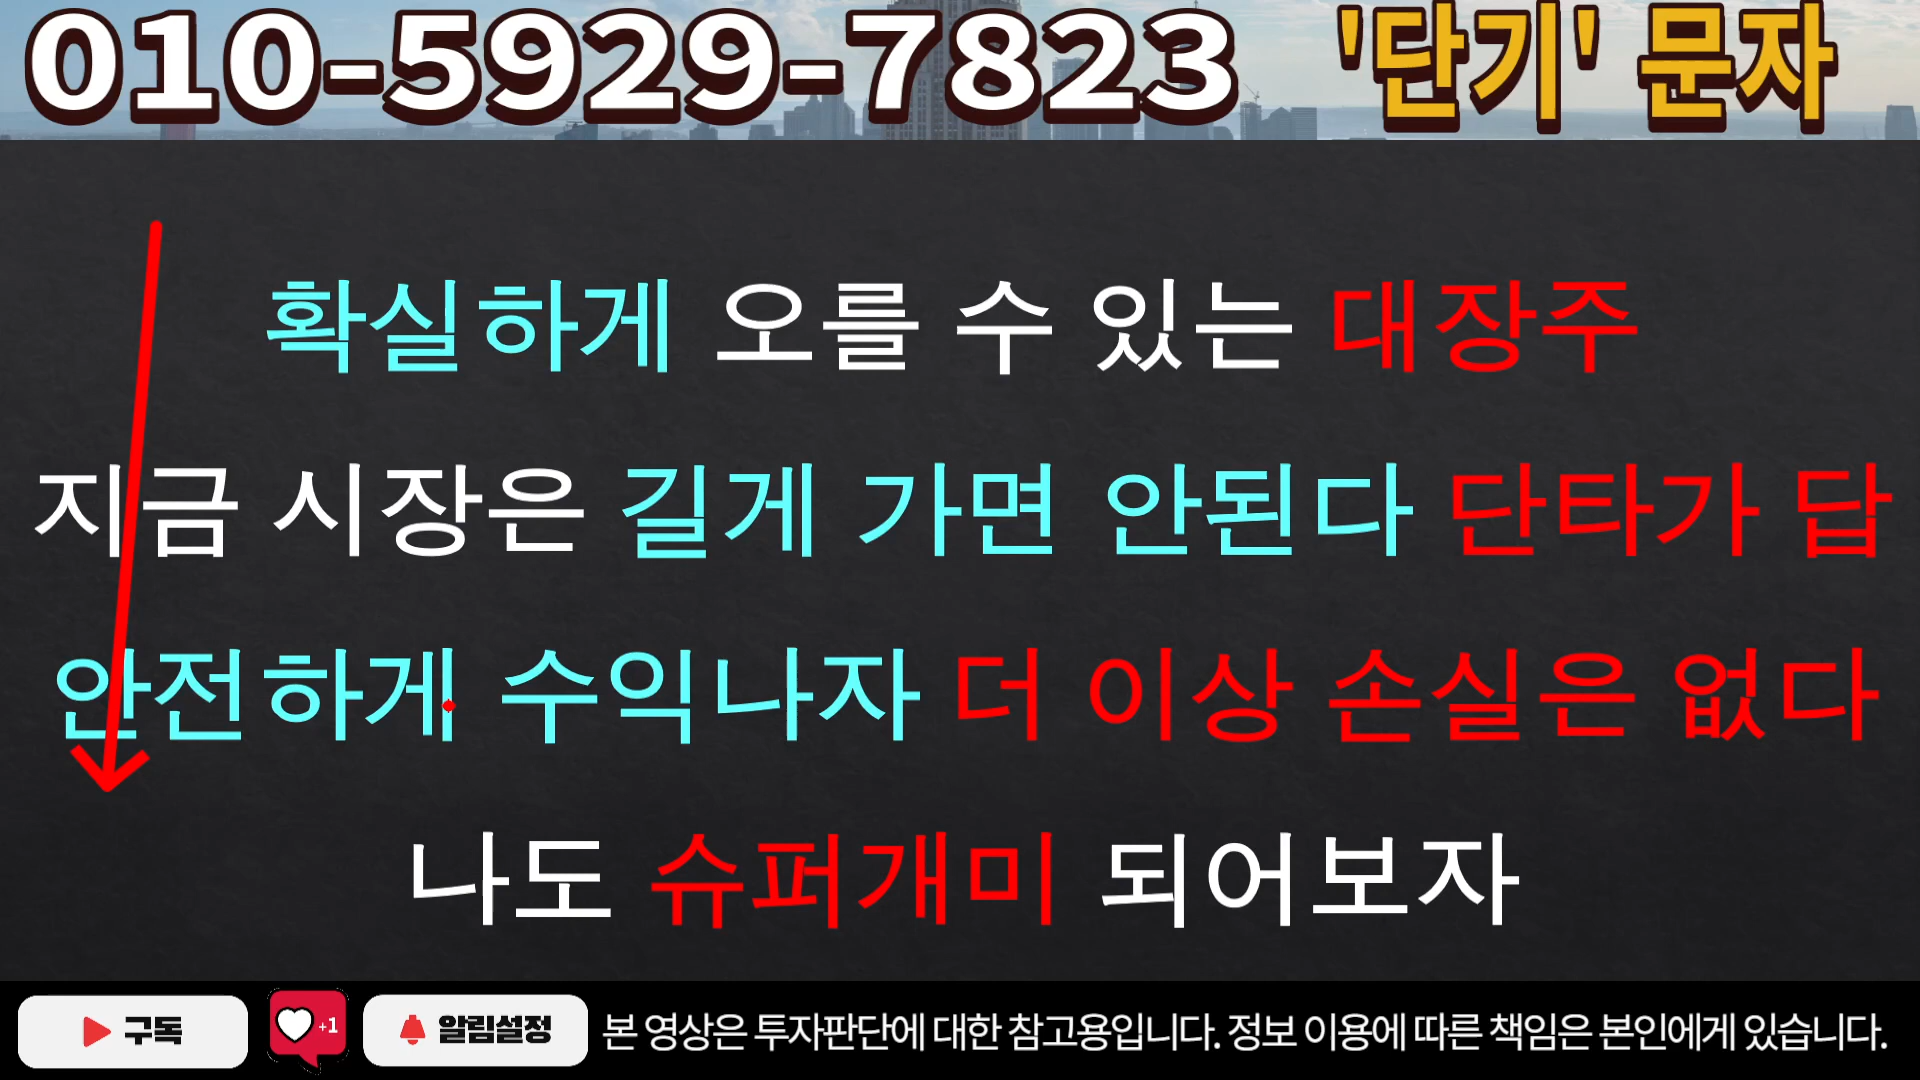 010-5929-7823 '단기' 문자
확실하게 오를 수 있는 대장주
지금 시장은 길게 가면 안된다 단타가 답
안전하게 수익나자 더 이상 손실은 없다
나도 슈퍼개미 되어보자
구독 +1 알림설정 본 영상은 투자판단에 대한 참고용입니다. 정보 이용에 따른 책임은 본인에게 있습니다.